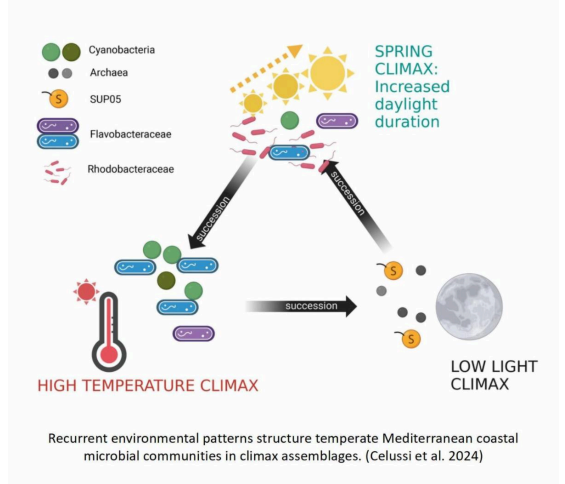 Cyanobacteria
Archaea
S
SUP05
Flavobacteraceae
Rhodobacteraceae
SPRING
CLIMAX:
Increased
daylight
duration
succession
succession
succession
S
S
HIGH TEMPERATURE CLIMAX
LOW LIGHT
CLIMAX
Recurrent environmental patterns structure temperate Mediterranean coastal
microbial communities in climax assemblages. (Celussi et al. 2024)